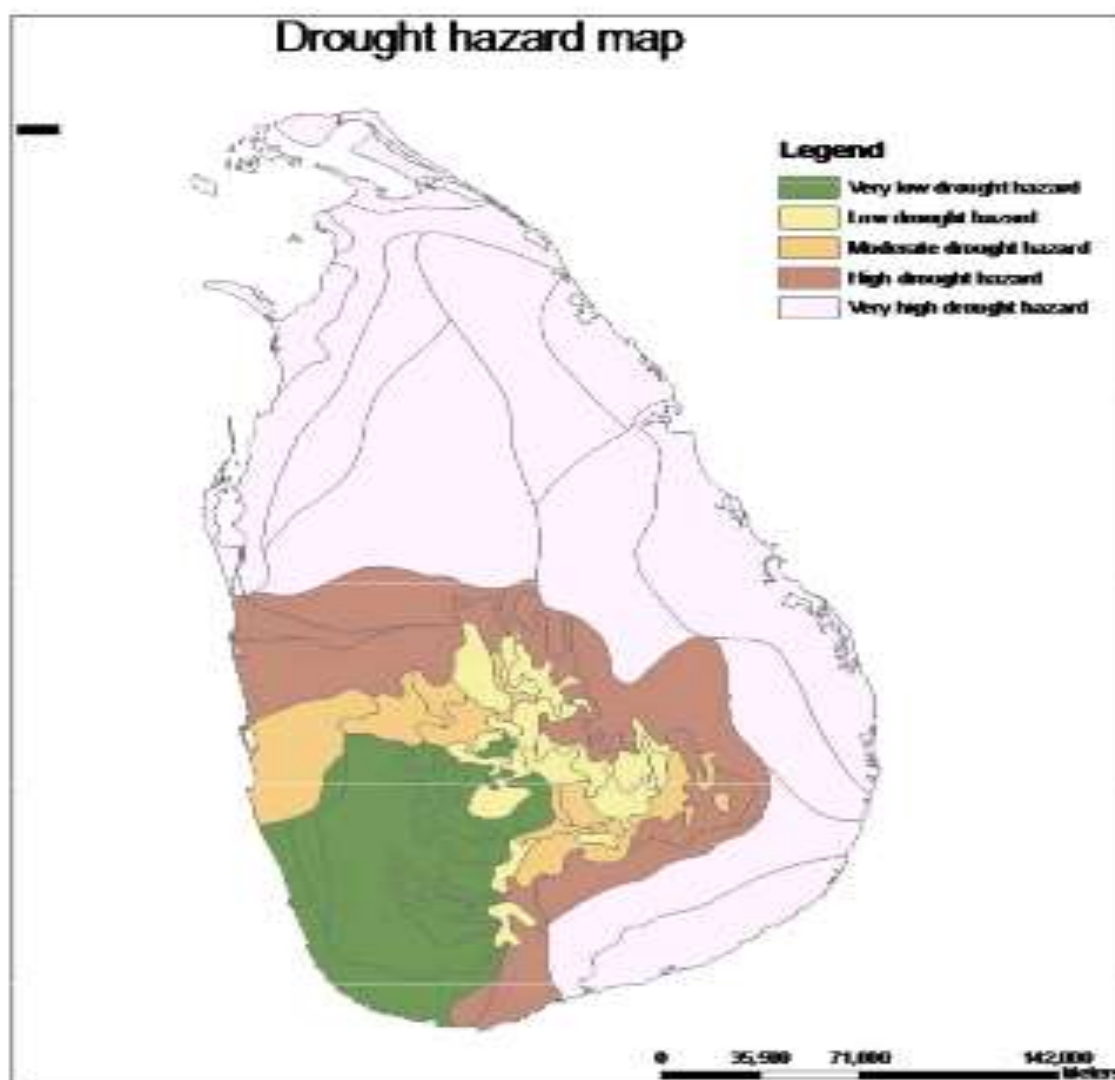 Drought hazard map
Legend
Very low drought hazard
Low drought hazard
Moderate drought hazard
High drought hazard
Very high drought hazard
0 35,500 71,000 142,000